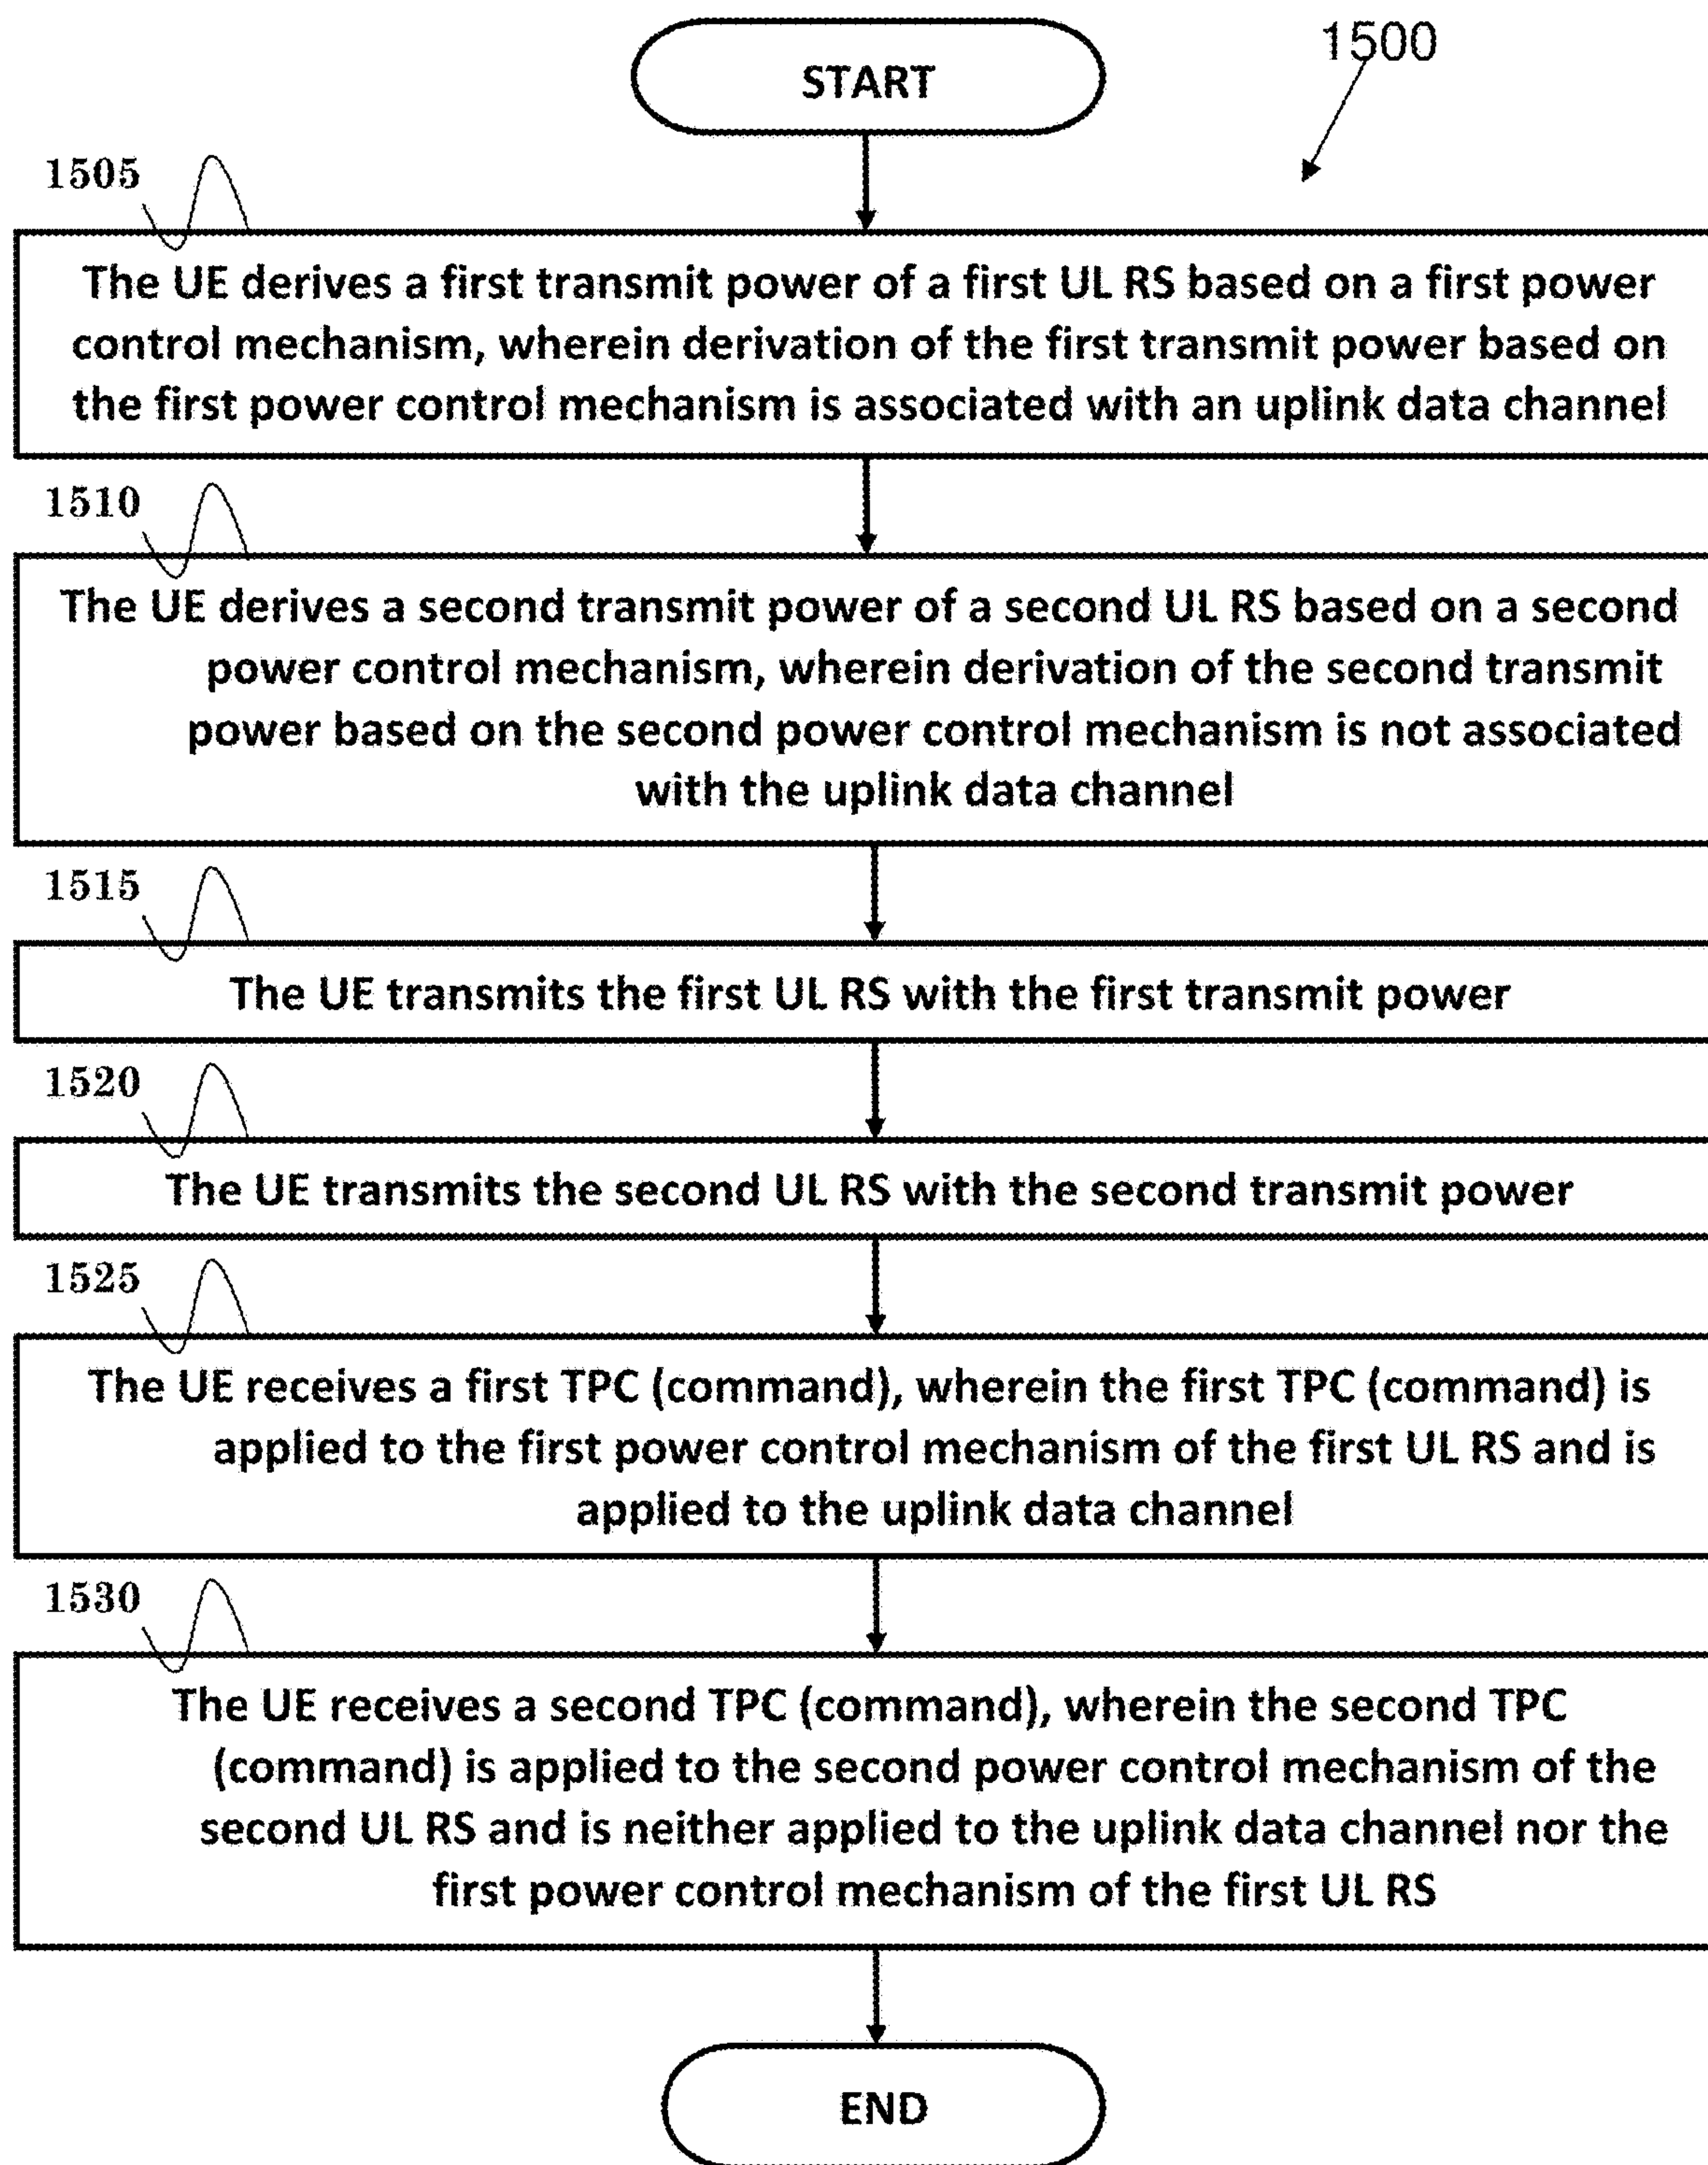 START
1500
1505
The UE derives a first transmit power of a first UL RS based on a first power
control mechanism, wherein derivation of the first transmit power based on
the first power control mechanism is associated with an uplink data channel
1510
The UE derives a second transmit power of a second UL RS based on a second
power control mechanism, wherein derivation of the second transmit
power based on the second power control mechanism is not associated
with the uplink data channel
1515
The UE transmits the first UL RS with the first transmit power
1520
The UE transmits the second UL RS with the second transmit power
1525
The UE receives a first TPC (command), wherein the first TPC (command) is
applied to the first power control mechanism of the first UL RS and is
applied to the uplink data channel
1530
The UE receives a second TPC (command), wherein the second TPC
(command) is applied to the second power control mechanism of the
second UL RS and is neither applied to the uplink data channel nor the
first power control mechanism of the first UL RS
END